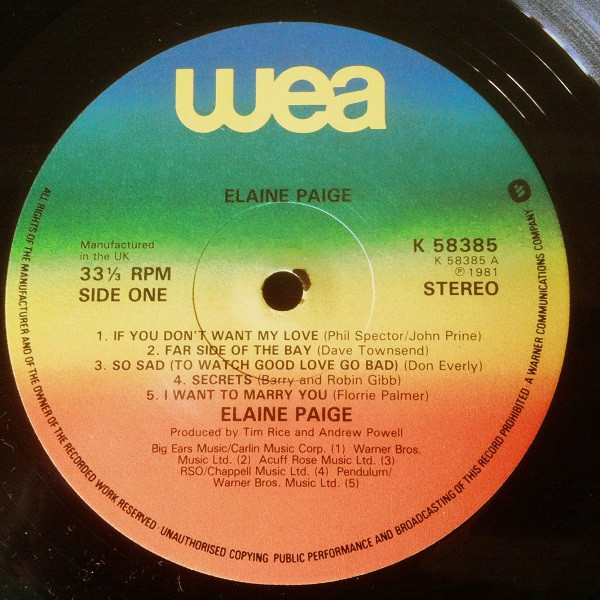 wea
ELAINE PAIGE
Manufactured
in the UK
33⅓ RPM
SIDE ONE
K 58385
K 58385 A
℗ 1981
STEREO
1. IF YOU DON'T WANT MY LOVE (Phil Spector/John Prine)
2. FAR SIDE OF THE BAY (Dave Townsend)
3. SO SAD (TO WATCH GOOD LOVE GO BAD) (Don Everly)
4. SECRETS (Barry and Robin Gibb)
5. I WANT TO MARRY YOU (Florrie Palmer)
ELAINE PAIGE
Produced by Tim Rice and Andrew Powell
Big Ears Music/Carlin Music Corp. (1) Warner Bros.
Music Ltd. (2) Acuff Rose Music Ltd. (3)
RSO/Chappell Music Ltd. (4) Pendulum/
Warner Bros. Music Ltd. (5)
ALL RIGHTS OF THE MANUFACTURER AND OF THE OWNER OF THE RECORDED WORK RESERVED · UNAUTHORISED COPYING PUBLIC PERFORMANCE AND BROADCASTING OF THIS RECORD PROHIBITED · A WARNER COMMUNICATIONS COMPANY